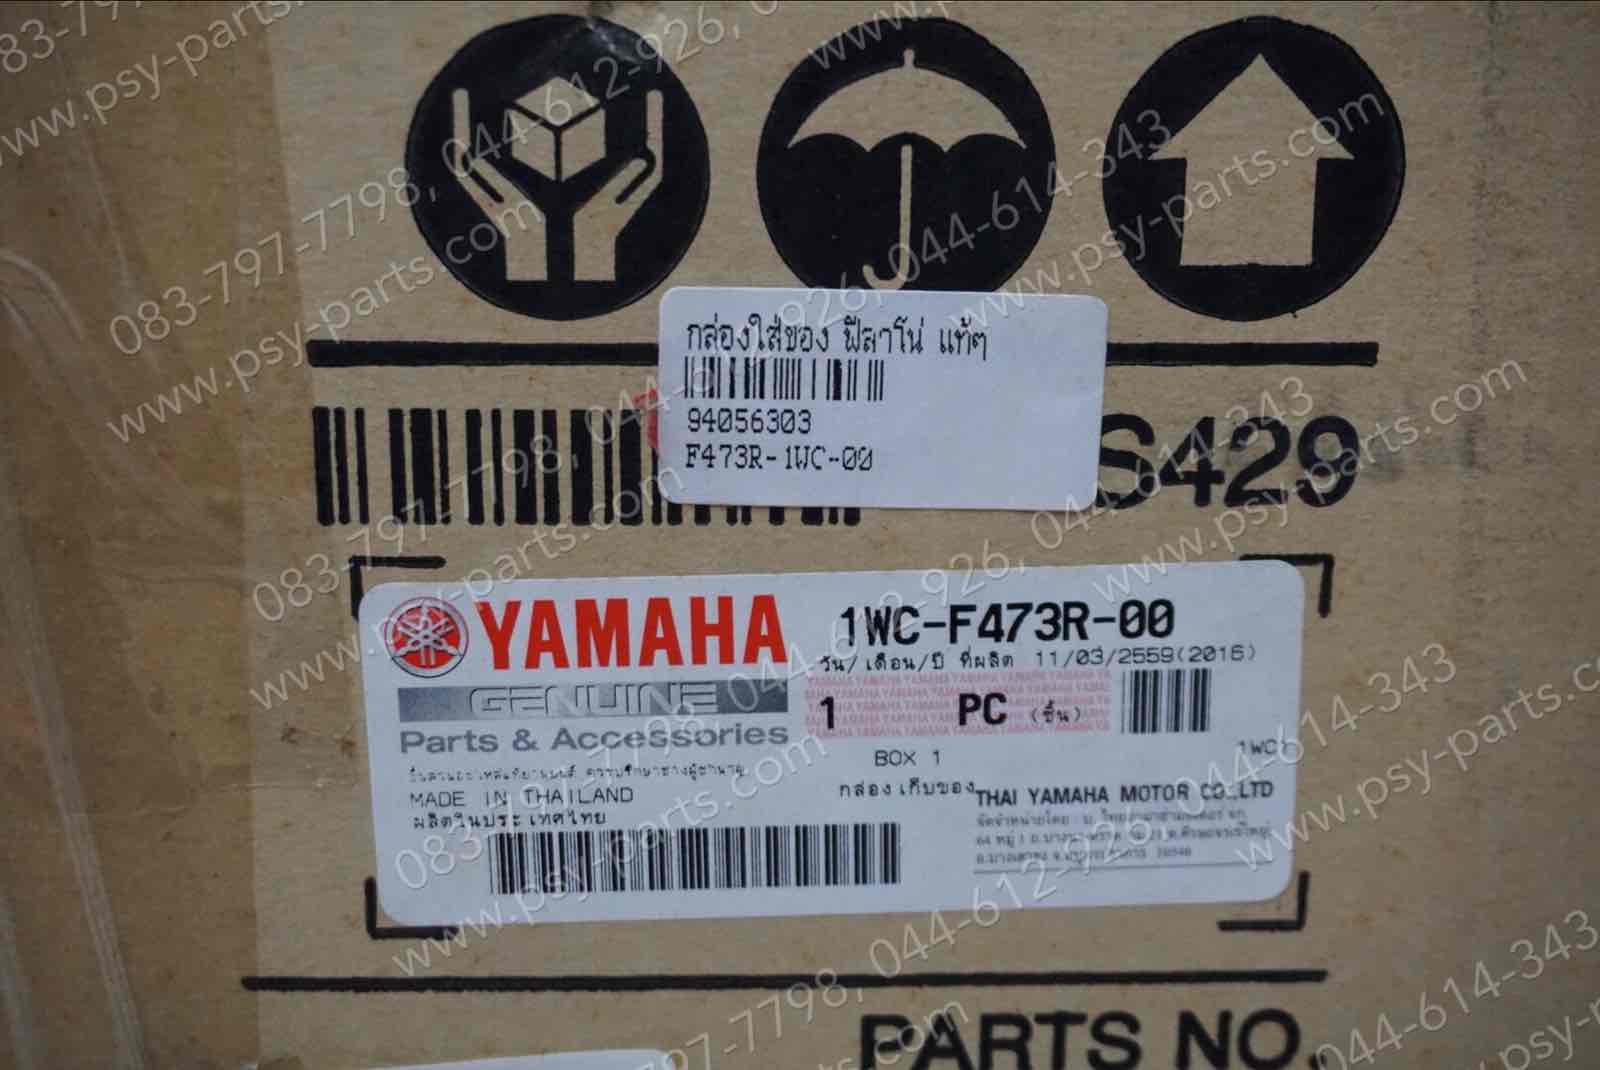 กล่องใส่ของ ฟีลาโน่ แท้ๆ
94056303
F473R-1WC-00
S429
YAMAHA
1WC-F473R-00
วัน/เดือน/ปี ที่ผลิต 11/03/2559(2016)
GENUINE
1 PC (ชิ้น)
Parts & Accessories
BOX 1
1WC
MADE IN THAILAND
กล่องเก็บของ
THAI YAMAHA MOTOR CO.,LTD
ผลิตในประเทศไทย
PARTS NO.
083-797-7798, 044-612-926, 044-614-343
www.psy-parts.com